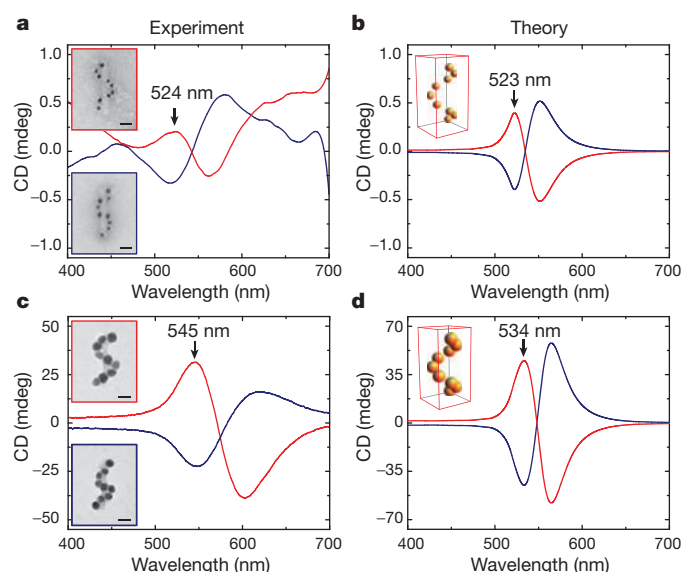 a Experiment
1.0
0.5
0.0
−0.5
−1.0
CD (mdeg)
524 nm
400 500 600 700
Wavelength (nm)
b Theory
1.0
0.5
0.0
−0.5
−1.0
CD (mdeg)
523 nm
400 500 600 700
Wavelength (nm)
c
50
25
0
−25
−50
CD (mdeg)
545 nm
400 500 600 700
Wavelength (nm)
d
70
35
0
−35
−70
CD (mdeg)
534 nm
400 500 600 700
Wavelength (nm)